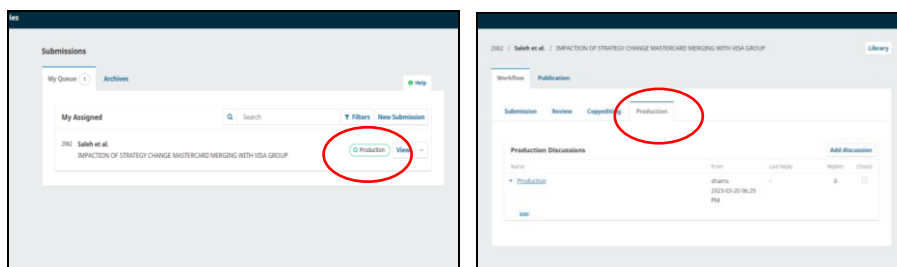 ies
Submissions
My Queue 1 Archives
Help
My Assigned Search Filters New Submission
2062 Saleh et al. Production View
IMPACTION OF STRATEGY CHANGE MASTERCARD MERGING WITH VISA GROUP
2062 / Saleh et al. / IMPACTION OF STRATEGY CHANGE MASTERCARD MERGING WITH VISA GROUP Library
Workflow Publication
Submission Review Copyediting Production
Production Discussions Add discussion
Name From Last Reply Replies Closed
Production shams - 0
2023-03-20 06:29
PM